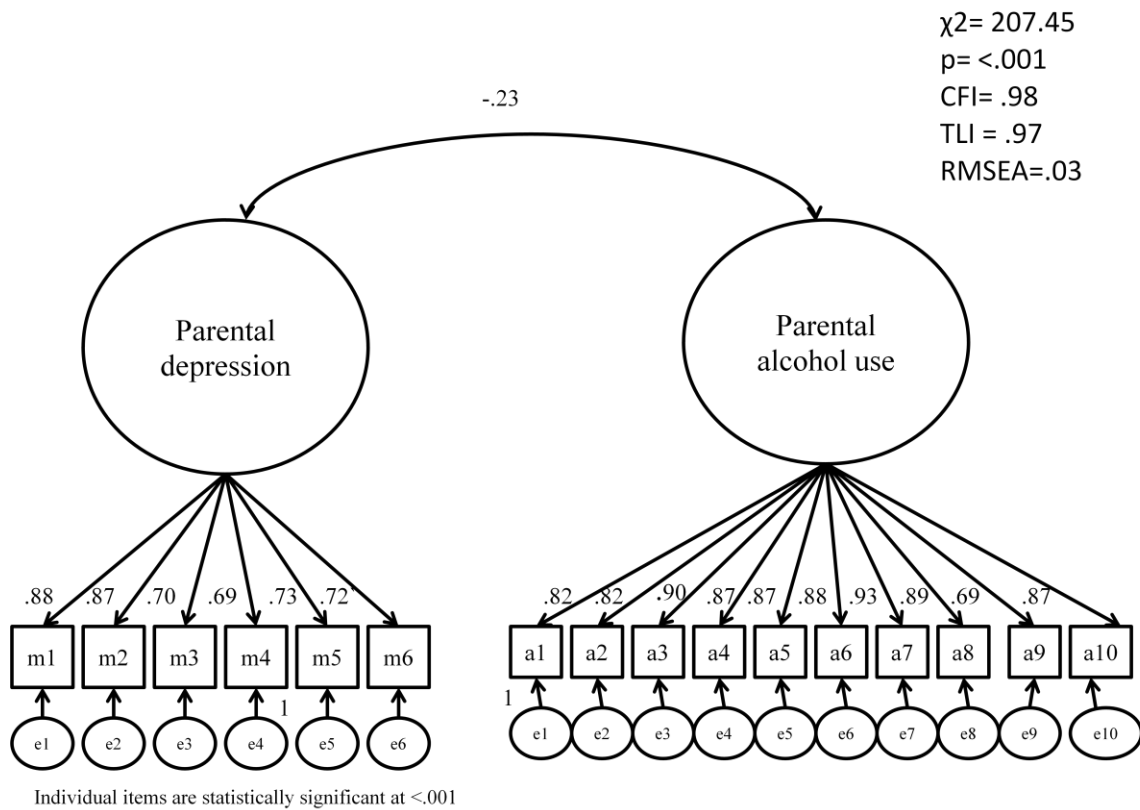 χ2= 207.45
p= <.001
CFI= .98
TLI = .97
RMSEA=.03
-.23
Parental
depression
Parental
alcohol use
.88 .87 .70 .69 .73 .72`
.82 .82 .90 .87 .87 .88 .93 .89 .69 .87
m1 m2 m3 m4 m5 m6
a1 a2 a3 a4 a5 a6 a7 a8 a9 a10
1
1
e1 e2 e3 e4 e5 e6
e1 e2 e3 e4 e5 e6 e7 e8 e9 e10
Individual items are statistically significant at <.001